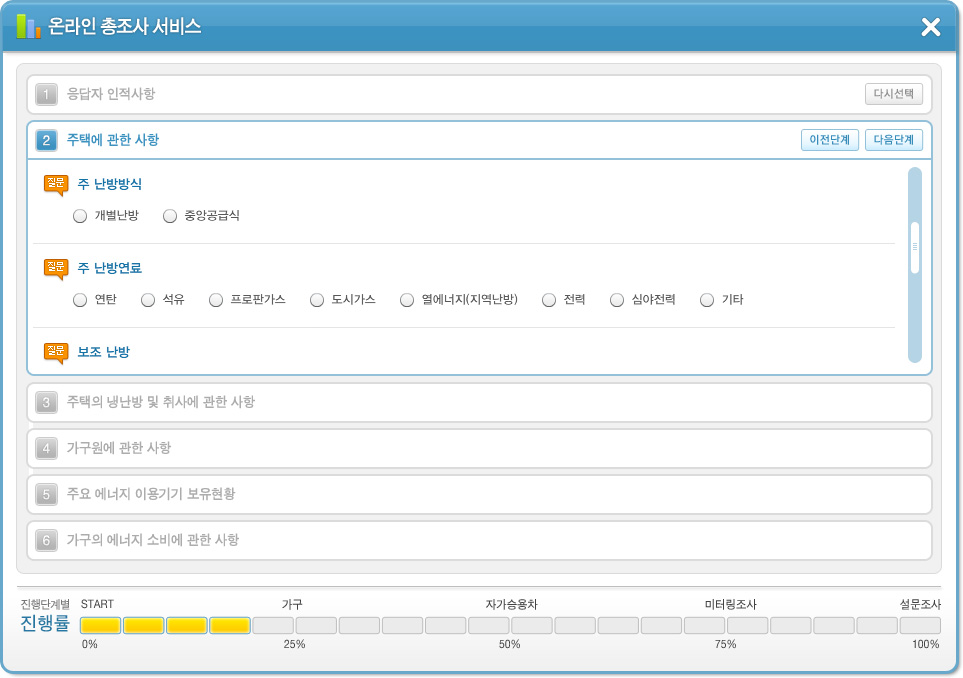 온라인 총조사 서비스
1 응답자 인적사항 다시선택
2 주택에 관한 사항 이전단계 다음단계
질문 주 난방방식
개별난방 중앙공급식
질문 주 난방연료
연탄 석유 프로판가스 도시가스 열에너지(지역난방) 전력 심야전력 기타
질문 보조 난방
3 주택의 냉난방 및 취사에 관한 사항
4 가구원에 관한 사항
5 주요 에너지 이용기기 보유현황
6 가구의 에너지 소비에 관한 사항
진행단계별 START 가구 자가승용차 미터링조사 설문조사
진행률
0% 25% 50% 75% 100%